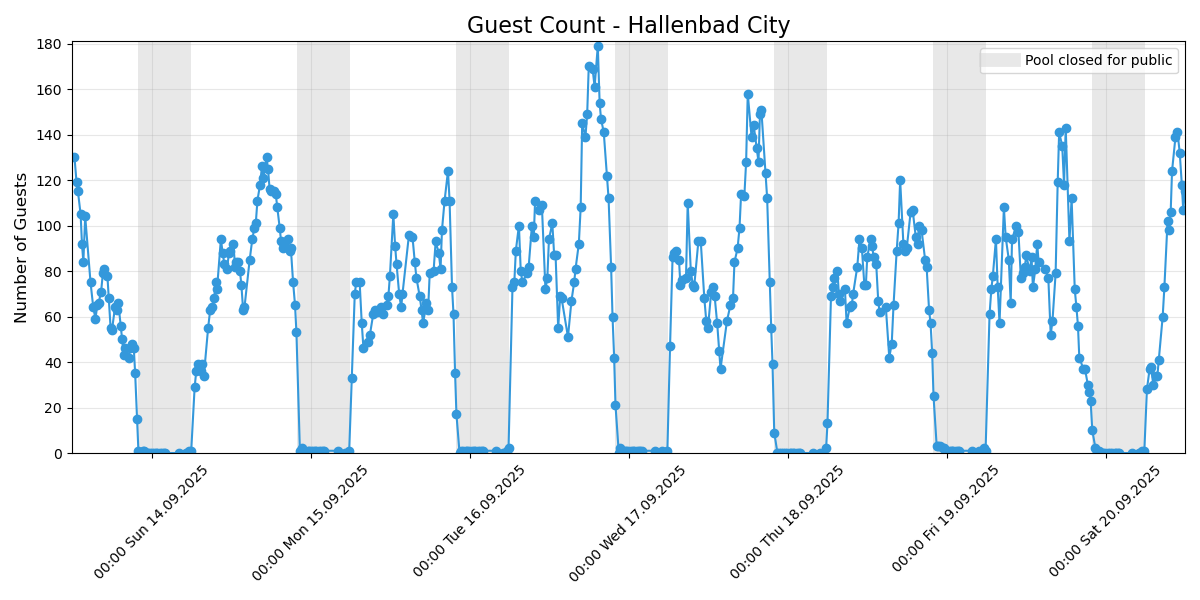 Guest Count - Hallenbad City
Pool closed for public
Number of Guests
180
160
140
120
100
80
60
40
20
0
00:00 Sun 14.09.2025
00:00 Mon 15.09.2025
00:00 Tue 16.09.2025
00:00 Wed 17.09.2025
00:00 Thu 18.09.2025
00:00 Fri 19.09.2025
00:00 Sat 20.09.2025